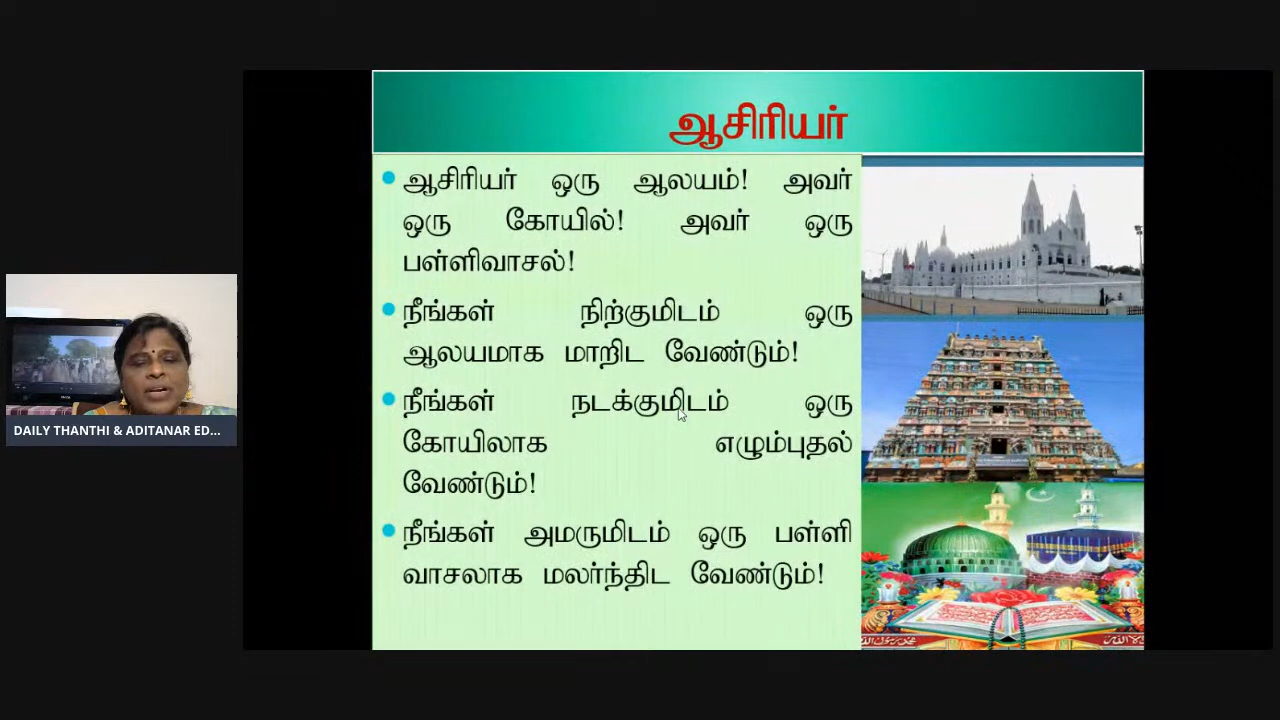 ஆசிரியர்
ஆசிரியர் ஒரு ஆலயம்! அவர்
ஒரு கோயில்! அவர் ஒரு
பள்ளிவாசல்!
நீங்கள் நிற்குமிடம் ஒரு
ஆலயமாக மாறிட வேண்டும்!
நீங்கள் நடக்குமிடம் ஒரு
கோயிலாக எழும்புதல்
வேண்டும்!
நீங்கள் அமருமிடம் ஒரு பள்ளி
வாசலாக மலர்ந்திட வேண்டும்!
DAILY THANTHI & ADITANAR ED...